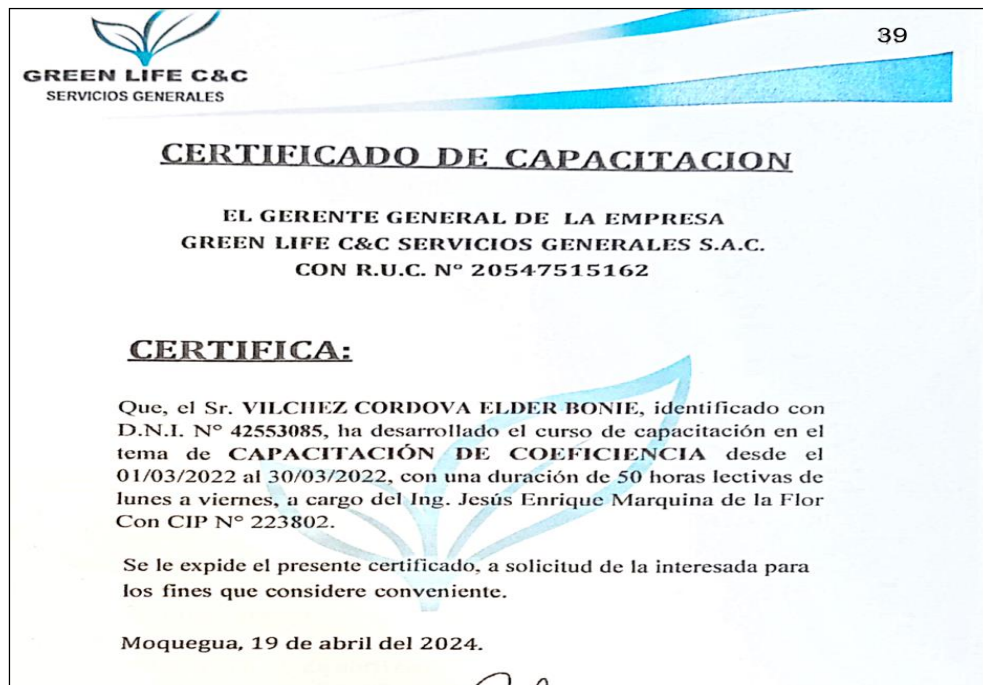 39
GREEN LIFE C&C
SERVICIOS GENERALES
CERTIFICADO DE CAPACITACION
EL GERENTE GENERAL DE LA EMPRESA
GREEN LIFE C&C SERVICIOS GENERALES S.A.C.
CON R.U.C. N° 20547515162
CERTIFICA:
Que, el Sr. VILCHEZ CORDOVA ELDER BONIE, identificado con
D.N.I. N° 42553085, ha desarrollado el curso de capacitación en el
tema de CAPACITACIÓN DE COEFICIENCIA desde el
01/03/2022 al 30/03/2022, con una duración de 50 horas lectivas de
lunes a viernes, a cargo del Ing. Jesús Enrique Marquina de la Flor
Con CIP N° 223802.
Se le expide el presente certificado, a solicitud de la interesada para
los fines que considere conveniente.
Moquegua, 19 de abril del 2024.